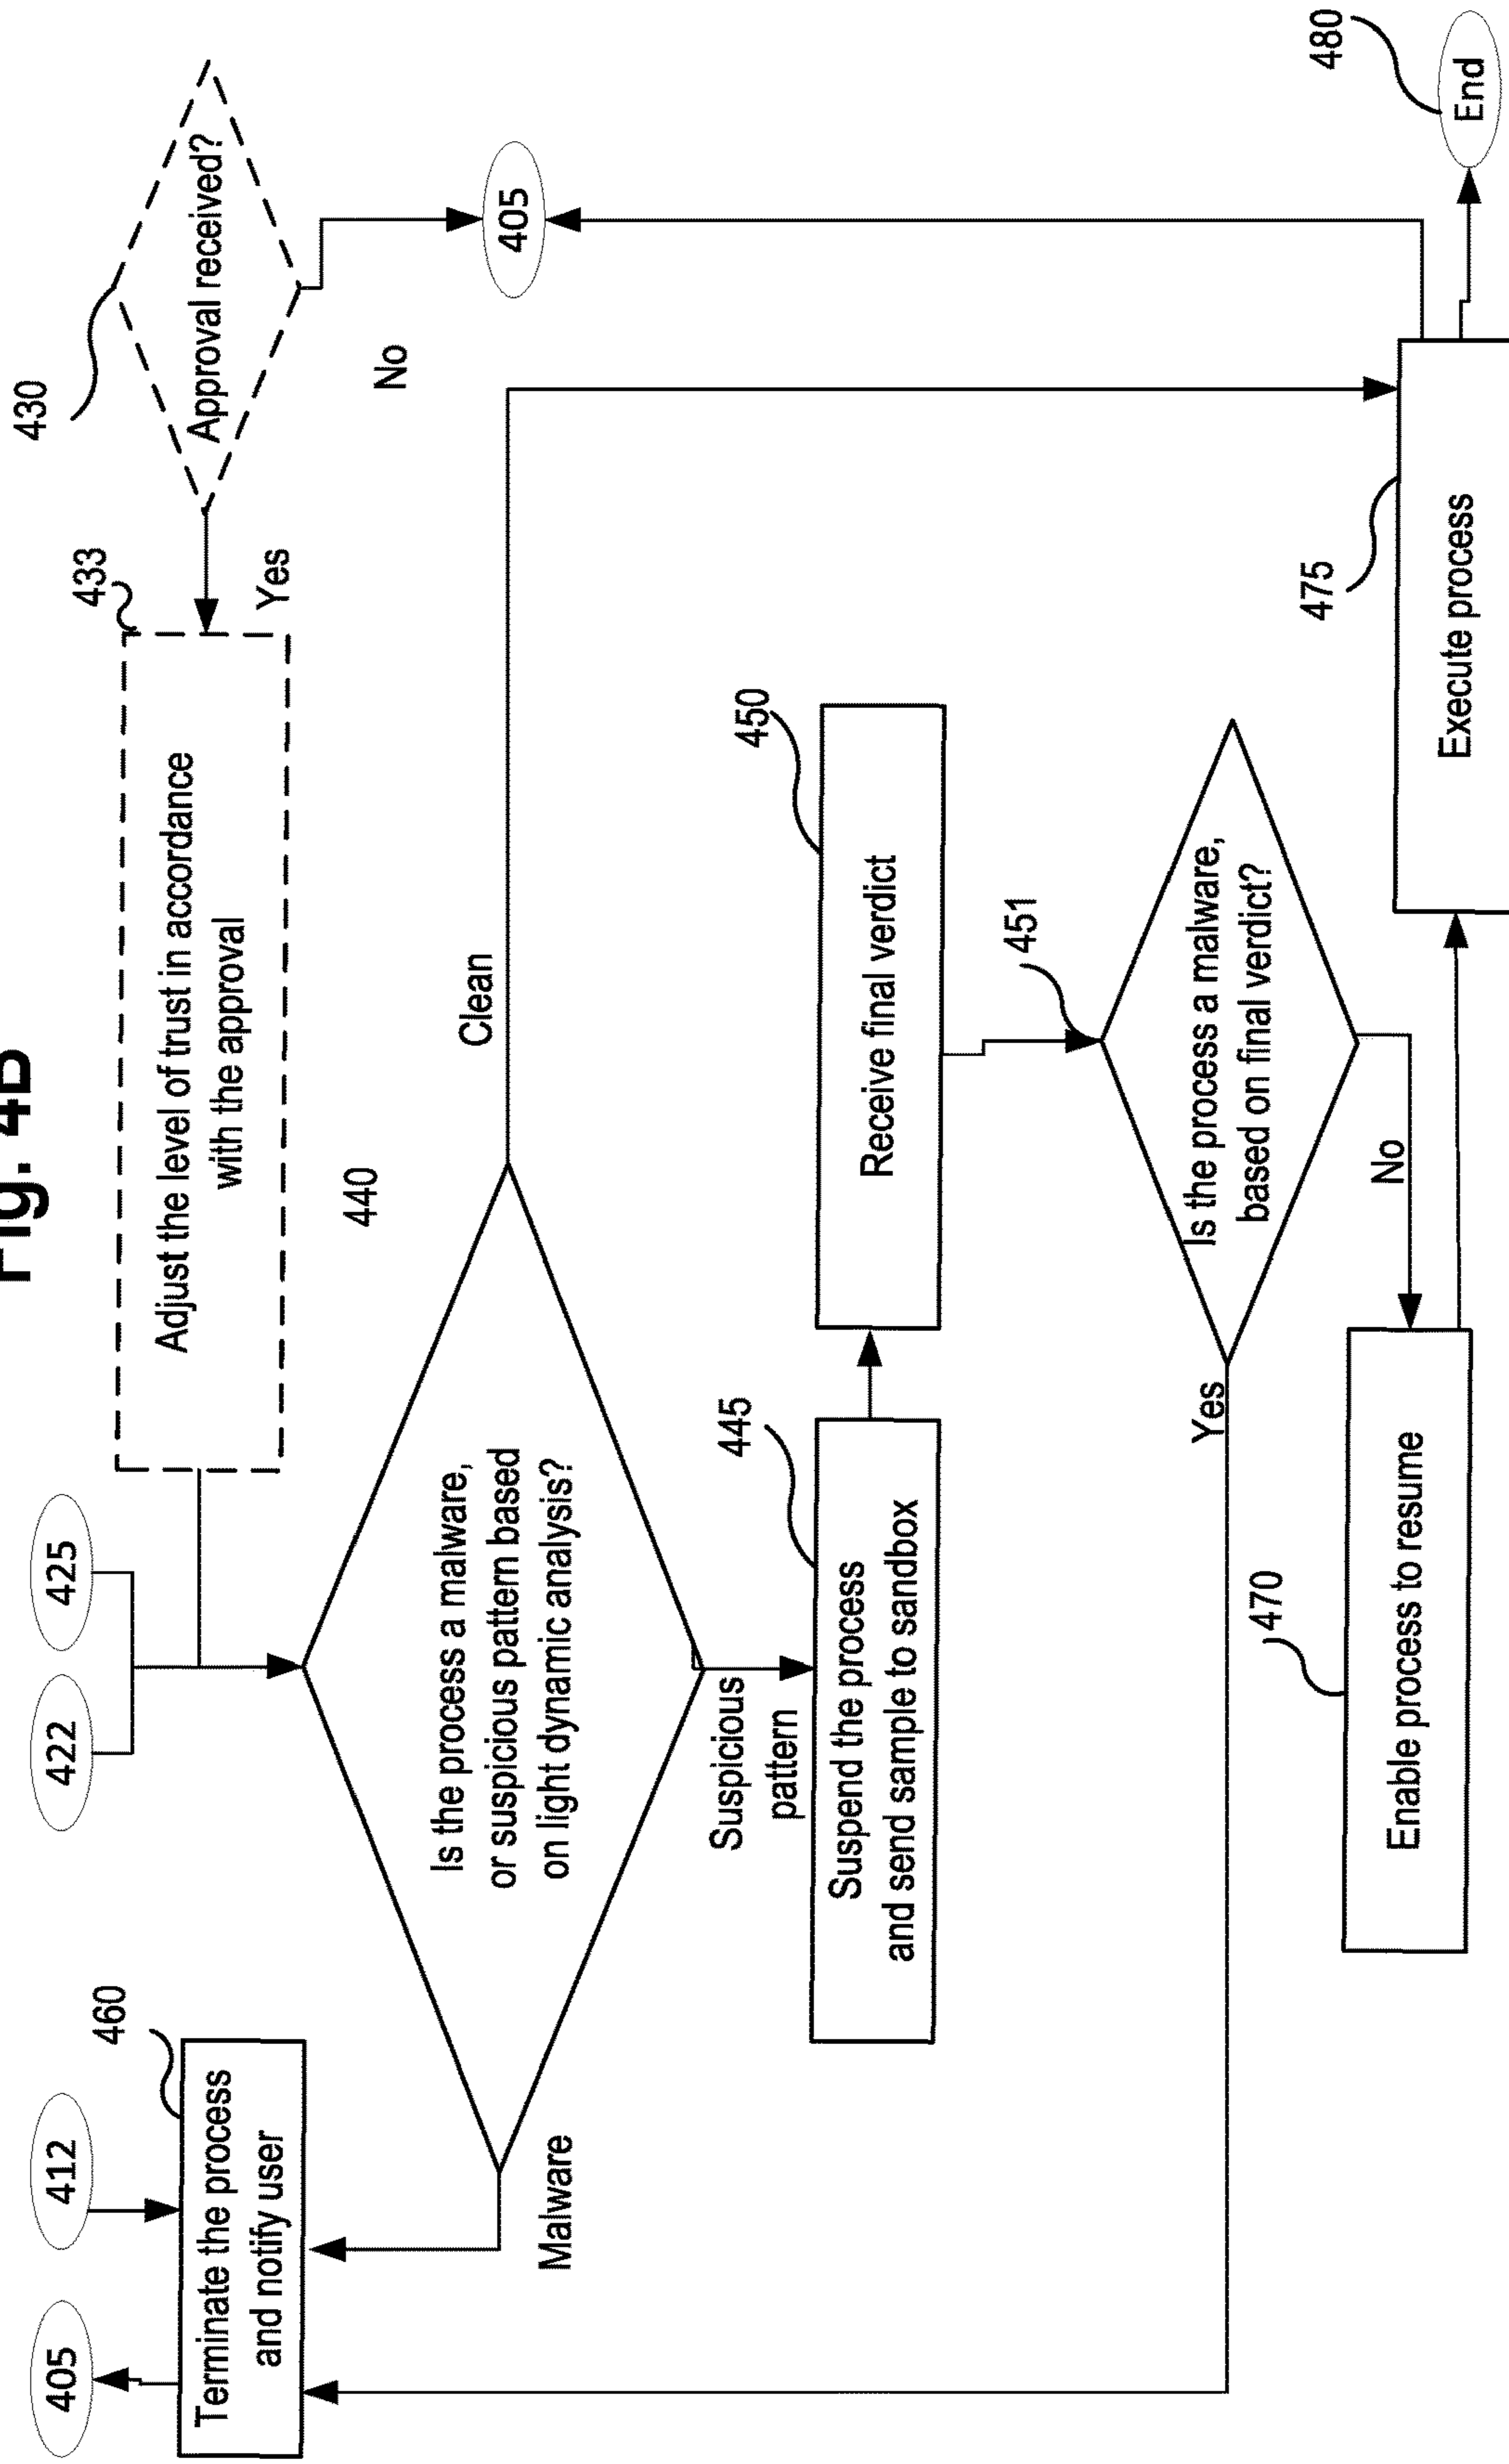 Fig. 4B
405
412
422
425
430
460
433
Terminate the process
and notify user
Adjust the level of trust in accordance
with the approval
Approval received?
Yes
440
No
Malware
Is the process a malware,
or suspicious pattern based
on light dynamic analysis?
Clean
405
Suspicious
pattern
445
450
Suspend the process
and send sample to sandbox
Receive final verdict
451
Yes
Is the process a malware,
based on final verdict?
470
No
475
480
Enable process to resume
Execute process
End